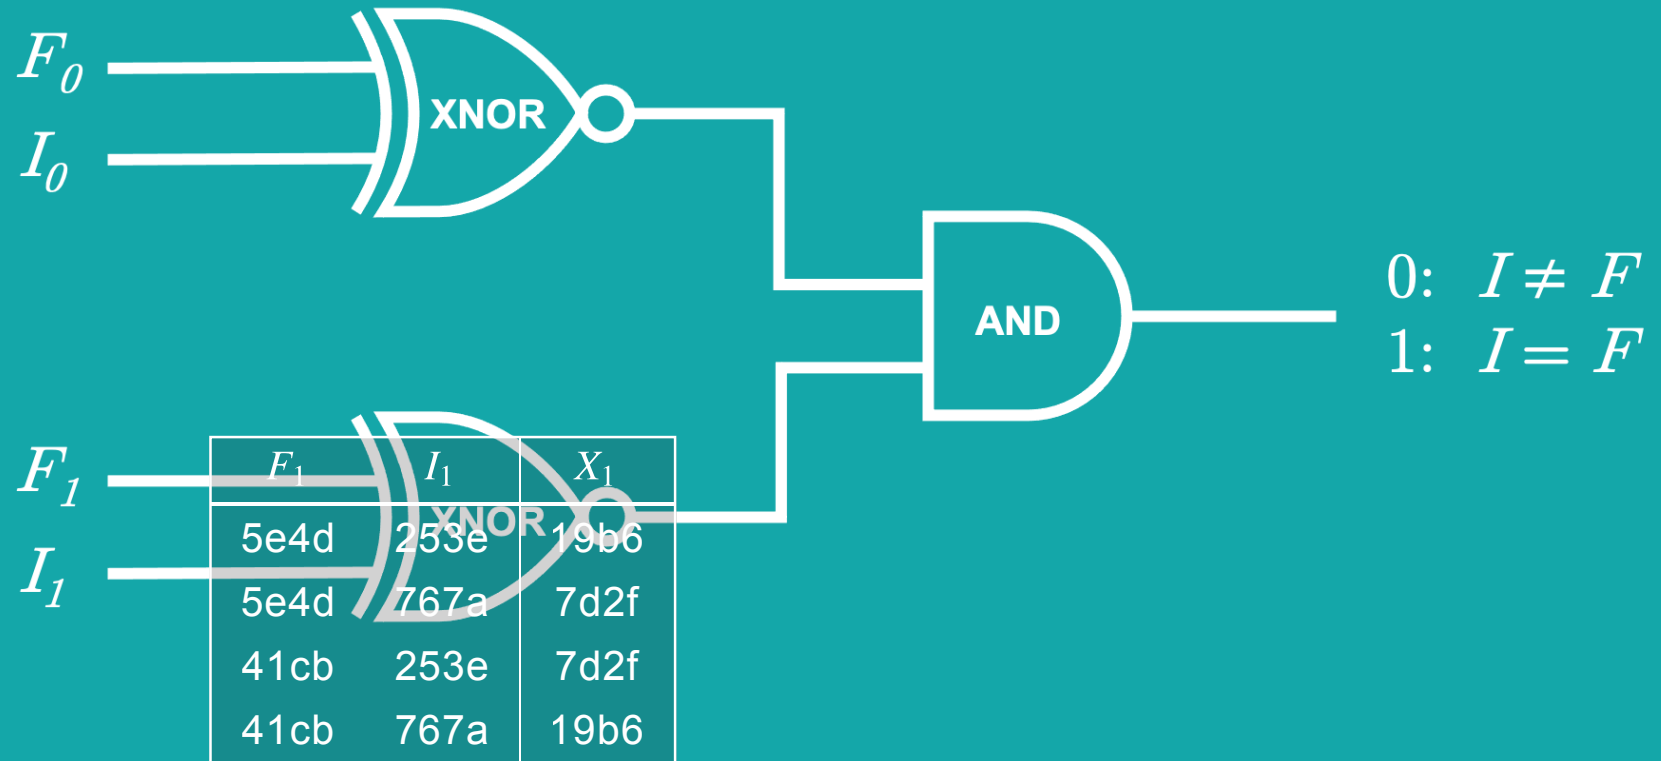 F₀
I₀
XNOR
AND
0: I ≠ F
1: I = F
F₁
I₁
XNOR
F₁ I₁ X₁
5e4d 253e 19b6
5e4d 767a 7d2f
41cb 253e 7d2f
41cb 767a 19b6